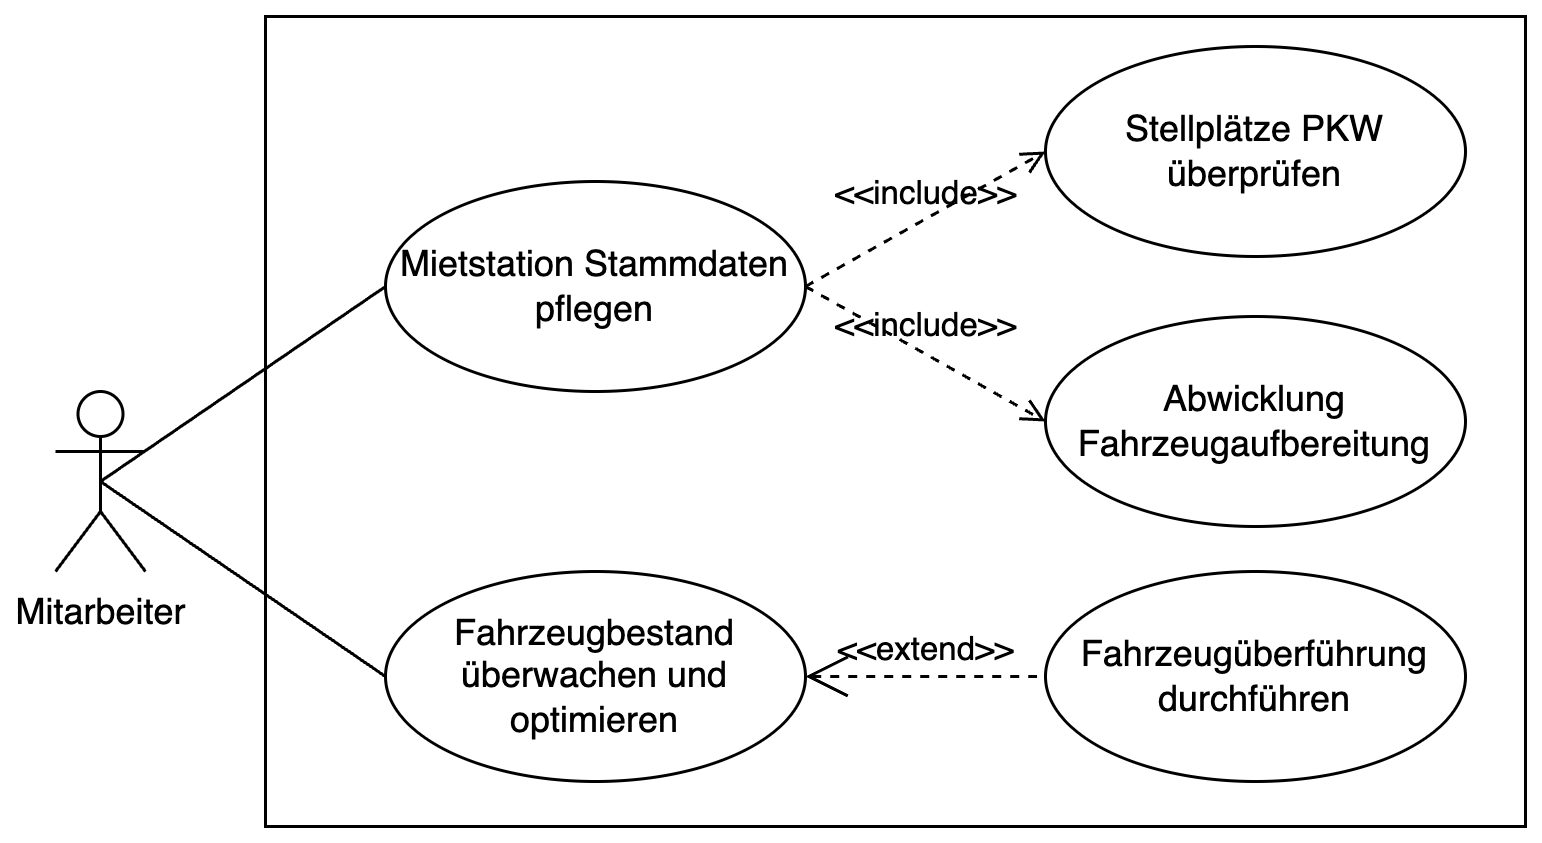 Stellplätze PKW
überprüfen
<<include>>
Mietstation Stammdaten
pflegen
<<include>>
Abwicklung
Fahrzeugaufbereitung
Mitarbeiter
Fahrzeugbestand
überwachen und
optimieren
<<extend>>
Fahrzeugüberführung
durchführen